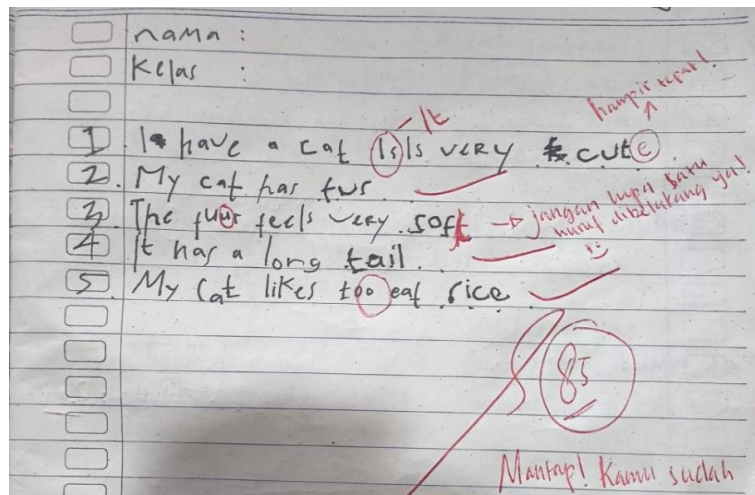 nama :
Kelas :
hampir tepat!
It
1. I have a cat Is Is very cute.
2. My cat has fur
3. The fuur feels very soft jangan lupa satu
huruf dibelakang ya!
4. It has a long tail.
5. My cat likes too eat rice
85
Mantap! Kamu sudah